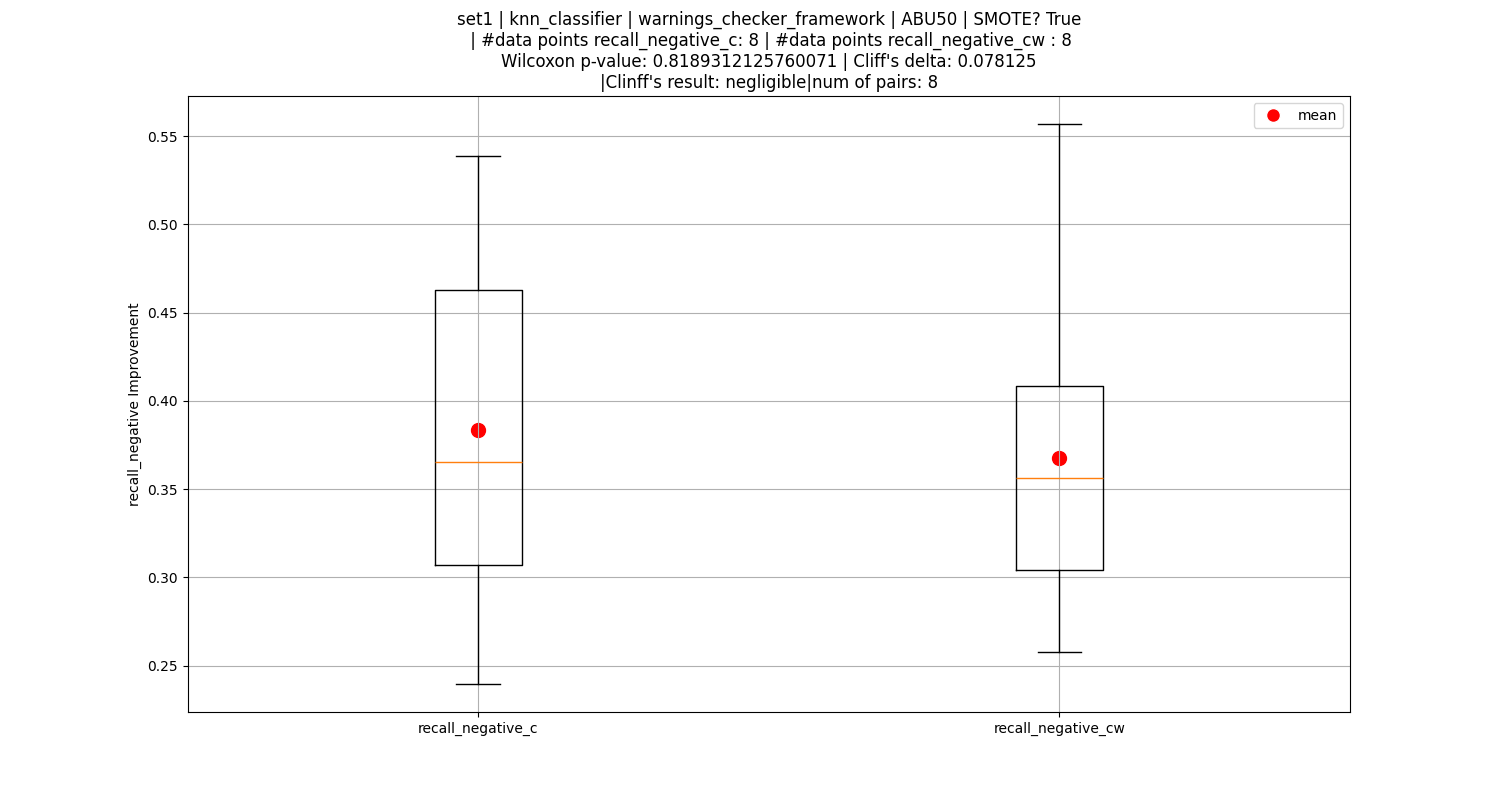 set1 | knn_classifier | warnings_checker_framework | ABU50 | SMOTE? True
| #data points recall_negative_c: 8 | #data points recall_negative_cw : 8
Wilcoxon p-value: 0.8189312125760071 | Cliff's delta: 0.078125
|Clinff's result: negligible|num of pairs: 8
mean
0.55
0.50
0.45
0.40
0.35
0.30
0.25
recall_negative Improvement
recall_negative_c
recall_negative_cw